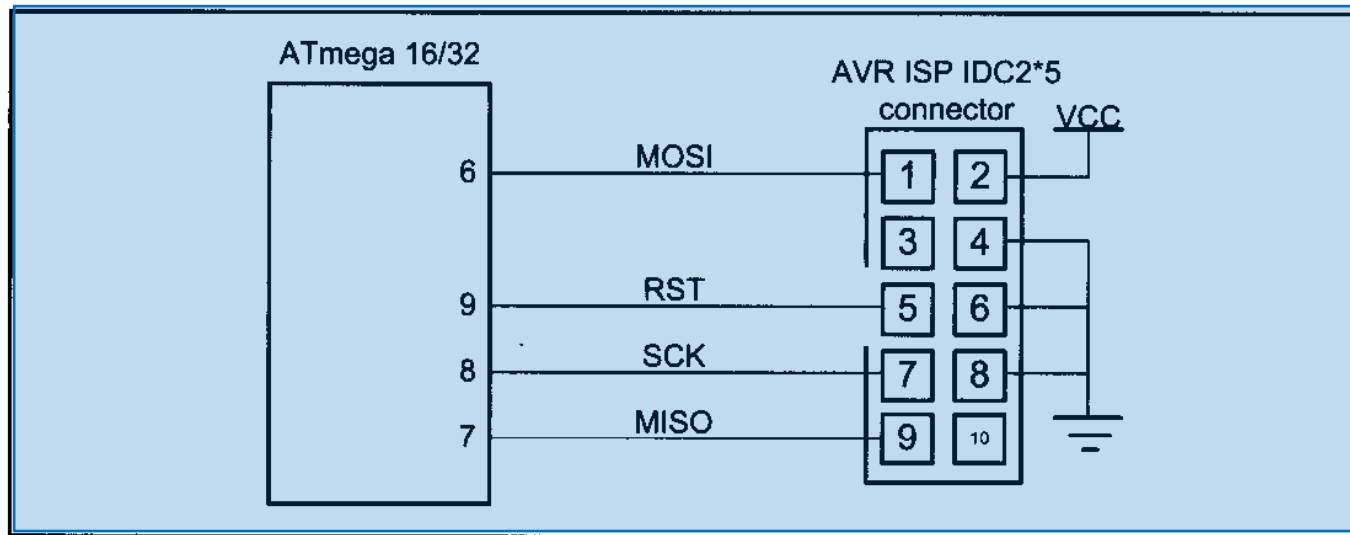 ATmega 16/32
AVR ISP IDC2*5
connector
VCC
6
MOSI
1
2
3
4
9
RST
5
6
8
SCK
7
8
7
MISO
9
10